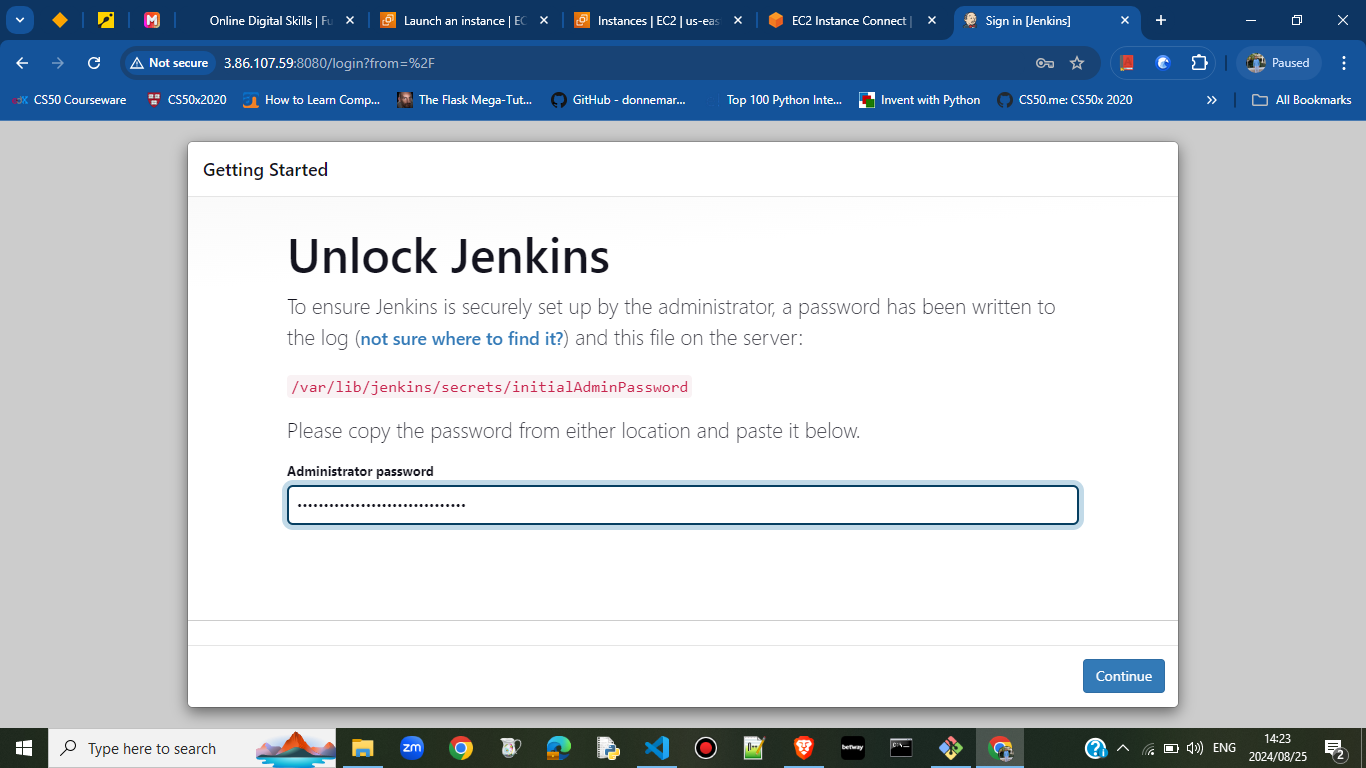 Online Digital Skills | Fu
Launch an instance | EC
Instances | EC2 | us-eas
EC2 Instance Connect |
Sign in [Jenkins]
Not secure
3.86.107.59:8080/login?from=%2F
Paused
CS50 Courseware
CS50x2020
How to Learn Comp...
The Flask Mega-Tut...
GitHub - donnemar...
Top 100 Python Inte...
Invent with Python
CS50.me: CS50x 2020
»
All Bookmarks
Getting Started
Unlock Jenkins
To ensure Jenkins is securely set up by the administrator, a password has been written to
the log (not sure where to find it?) and this file on the server:
/var/lib/jenkins/secrets/initialAdminPassword
Please copy the password from either location and paste it below.
Administrator password
Continue
Type here to search
zm
betway
ENG
14:23
2024/08/25
2